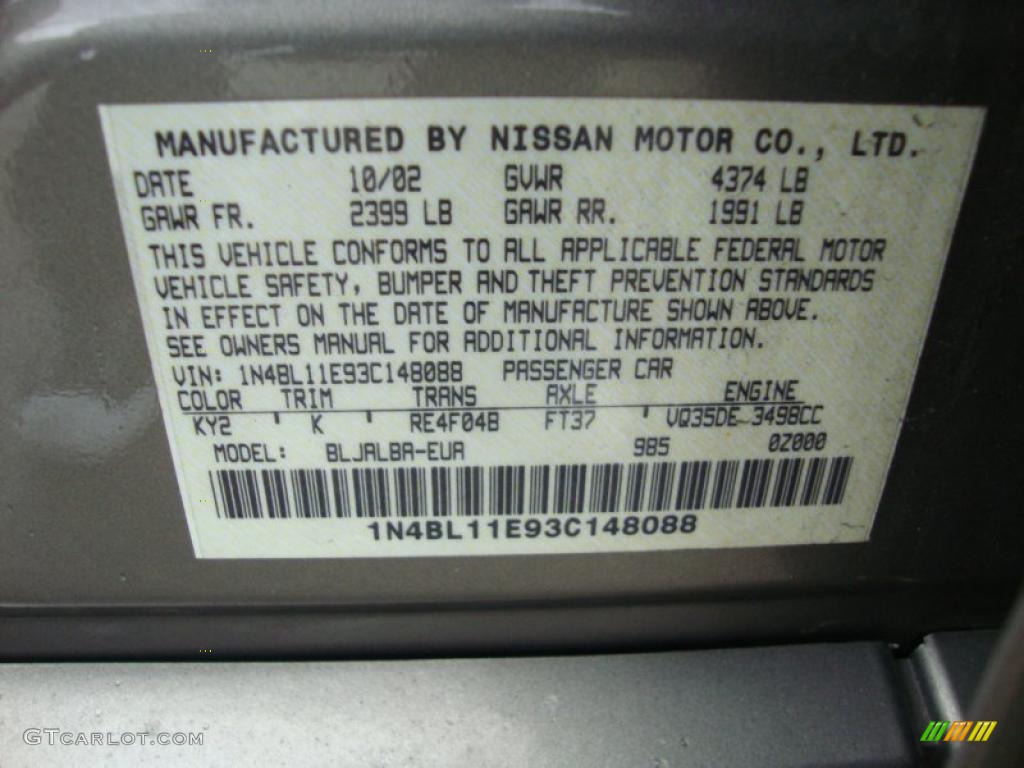 MANUFACTURED BY NISSAN MOTOR CO., LTD.
DATE 10/02 GVWR 4374 LB
GAWR FR. 2399 LB GAWR RR. 1991 LB
THIS VEHICLE CONFORMS TO ALL APPLICABLE FEDERAL MOTOR
VEHICLE SAFETY, BUMPER AND THEFT PREVENTION STANDARDS
IN EFFECT ON THE DATE OF MANUFACTURE SHOWN ABOVE.
SEE OWNERS MANUAL FOR ADDITIONAL INFORMATION.
VIN: 1N4BL11E93C148088 PASSENGER CAR
COLOR TRIM TRANS AXLE ENGINE
KY2 ' K ' RE4F04B FT37 ' VQ35DE 3498CC
MODEL: BLJALBA-EUA 985 0Z000
1N4BL11E93C148088
GTCARLOT.COM